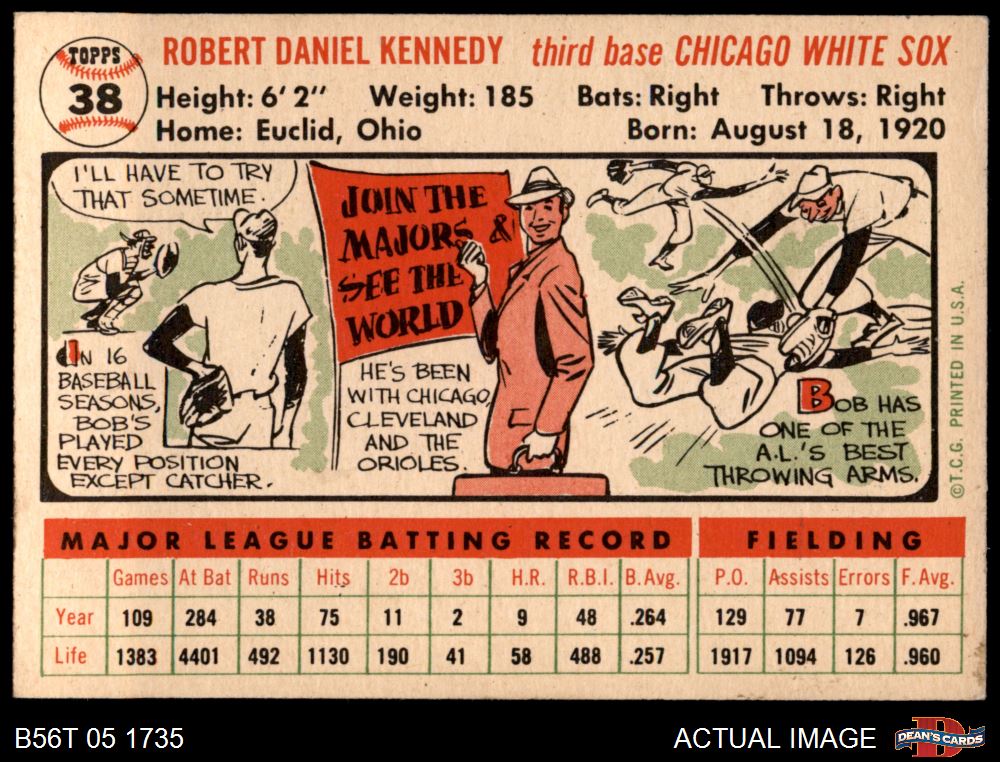 TOPPS
38
ROBERT DANIEL KENNEDY third base CHICAGO WHITE SOX
Height: 6' 2" Weight: 185 Bats: Right Throws: Right
Home: Euclid, Ohio Born: August 18, 1920
I'LL HAVE TO TRY
THAT SOMETIME.
IN 16
BASEBALL
SEASONS,
BOB'S
PLAYED
EVERY POSITION
EXCEPT CATCHER.
JOIN THE
MAJORS &
SEE THE
WORLD
HE'S BEEN
WITH CHICAGO,
CLEVELAND
AND THE
ORIOLES.
BOB HAS
ONE OF THE
A.L.'S BEST
THROWING ARMS.
© T.C.G. PRINTED IN U.S.A.
MAJOR LEAGUE BATTING RECORD FIELDING
Games At Bat Runs Hits 2b 3b H.R. R.B.I. B.Avg. P.O. Assists Errors F.Avg.
Year 109 284 38 75 11 2 9 48 .264 129 77 7 .967
Life 1383 4401 492 1130 190 41 58 488 .257 1917 1094 126 .960
B56T 05 1735 ACTUAL IMAGE
DEAN'S CARDS